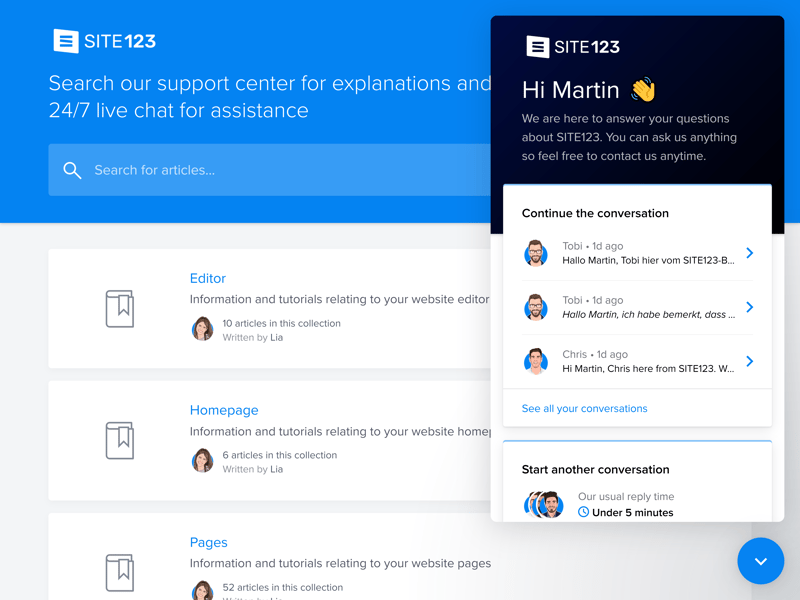 SITE123
Search our support center for explanations and
24/7 live chat for assistance
Search for articles...
Editor
Information and tutorials relating to your website editor
10 articles in this collection
Written by Lia
Homepage
Information and tutorials relating to your website
6 articles in this collection
Written by Lia
Pages
Information and tutorials relating to your website pages
52 articles in this collection
SITE123
Hi Martin 👋
We are here to answer your questions
about SITE123. You can ask us anything
so feel free to contact us anytime.
Continue the conversation
Tobi • 1d ago
Hallo Martin, Tobi hier vom SITE123-B...
Tobi • 1d ago
Hallo Martin, ich habe bemerkt, dass ...
Chris • 1d ago
Hi Martin, Chris here from SITE123. W...
See all your conversations
Start another conversation
Our usual reply time
Under 5 minutes